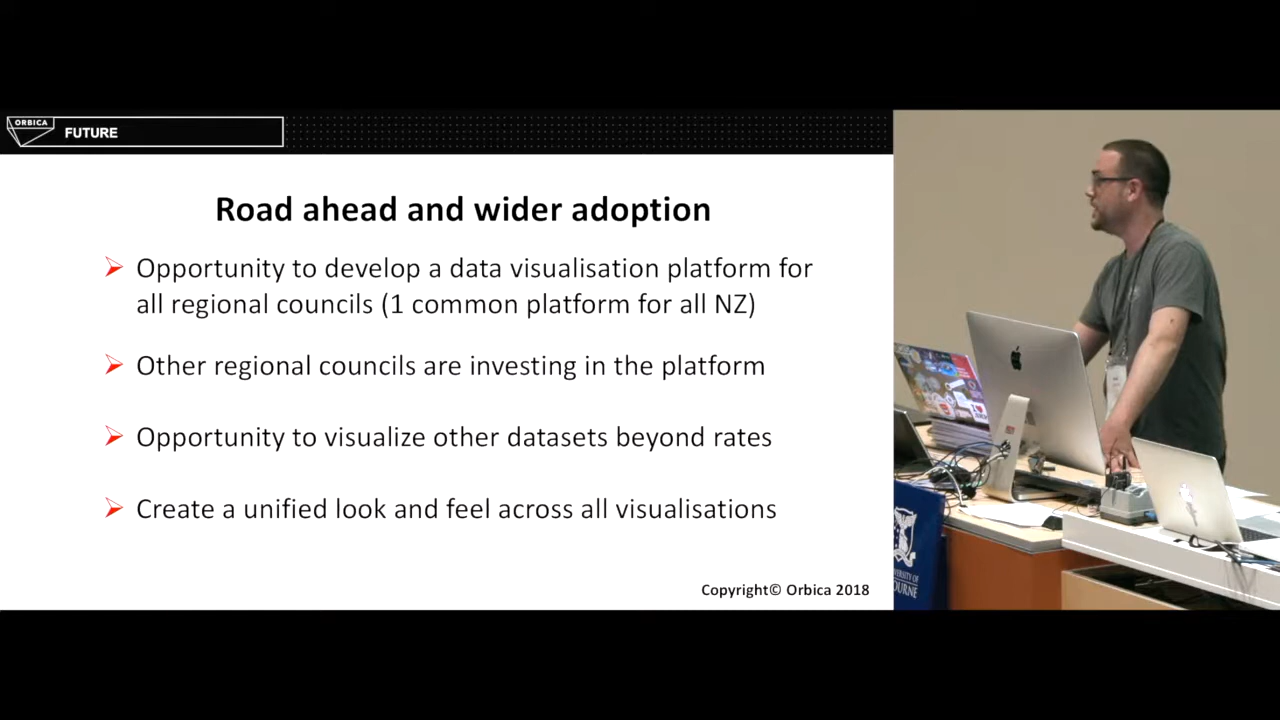 ORBICA
FUTURE
Road ahead and wider adoption
Opportunity to develop a data visualisation platform for
all regional councils (1 common platform for all NZ)
Other regional councils are investing in the platform
Opportunity to visualize other datasets beyond rates
Create a unified look and feel across all visualisations
Copyright© Orbica 2018